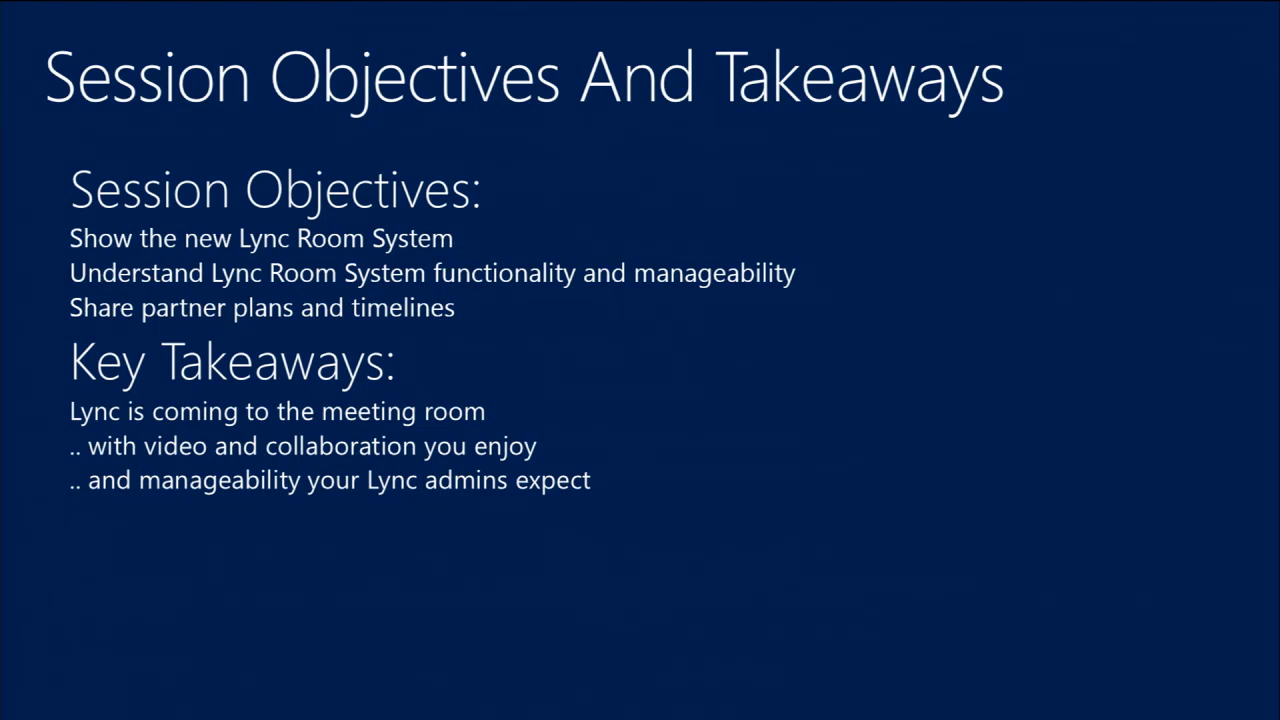 Session Objectives And Takeaways
Session Objectives:
Show the new Lync Room System
Understand Lync Room System functionality and manageability
Share partner plans and timelines
Key Takeaways:
Lync is coming to the meeting room
.. with video and collaboration you enjoy
.. and manageability your Lync admins expect